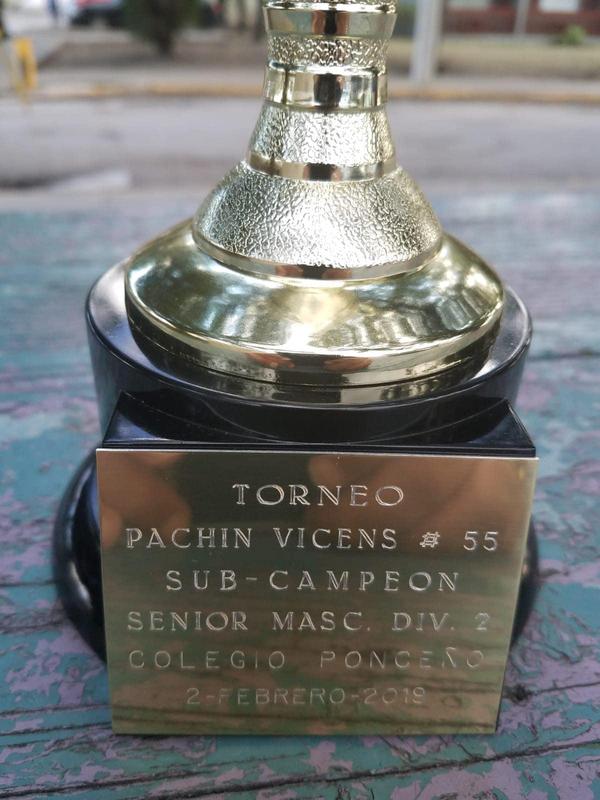 TORNEO
PACHIN VICENS # 55
SUB-CAMPEON
SENIOR MASC. DIV. 2
COLEGIO PONCEÑO
2-FEBRERO-2019